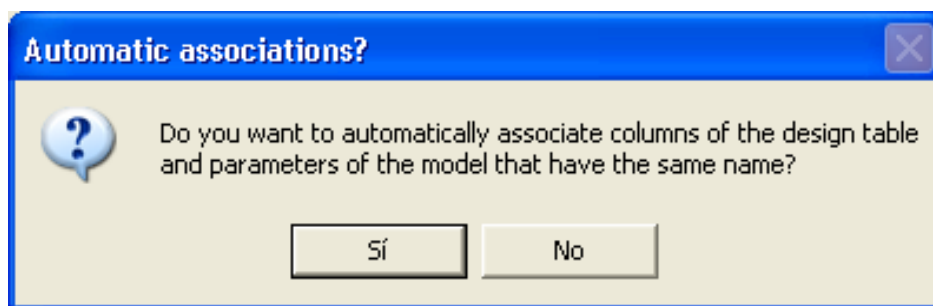 Automatic associations?
Do you want to automatically associate columns of the design table
and parameters of the model that have the same name?
Sí No